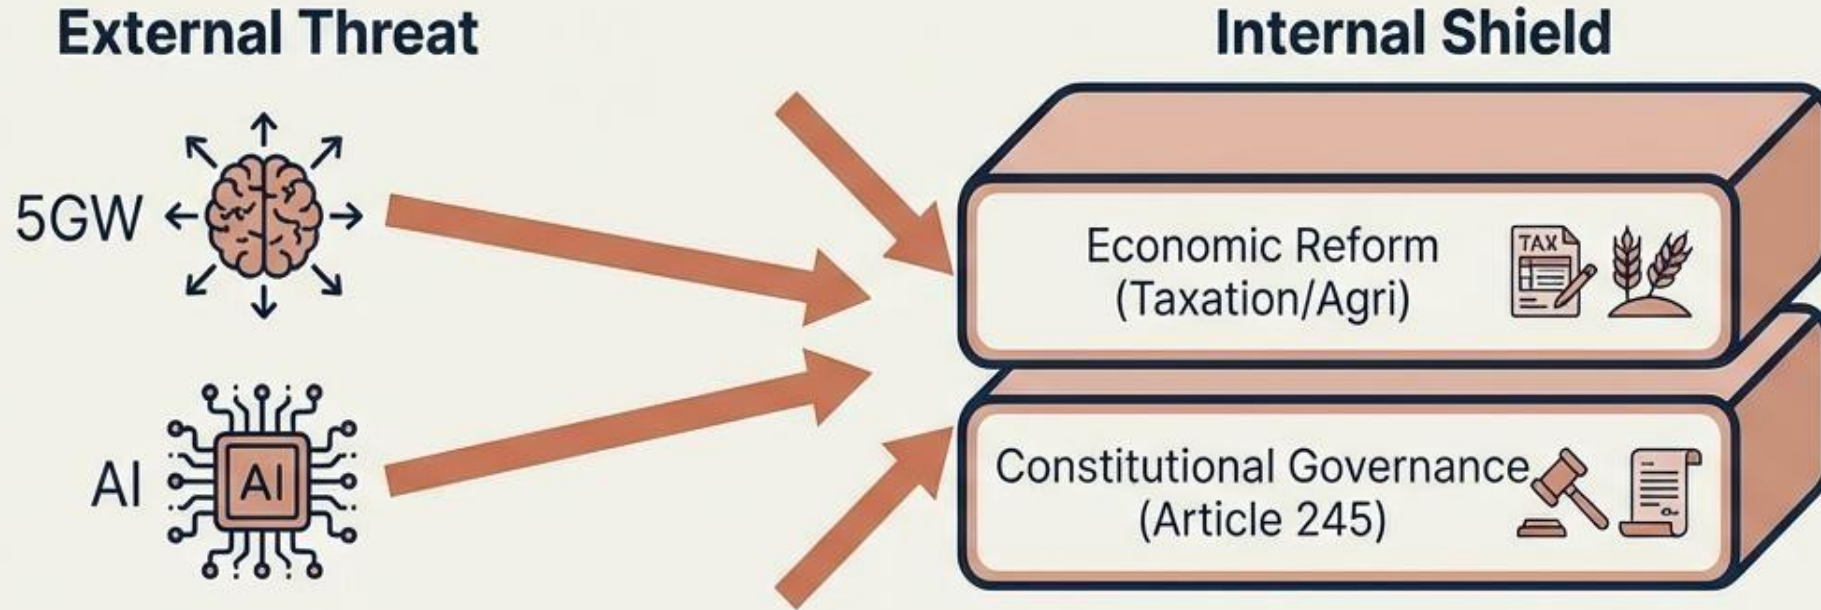 External Threat
Internal Shield
5GW
AI
AI
Economic Reform
(Taxation/Agri)
TAX
Constitutional Governance
(Article 245)